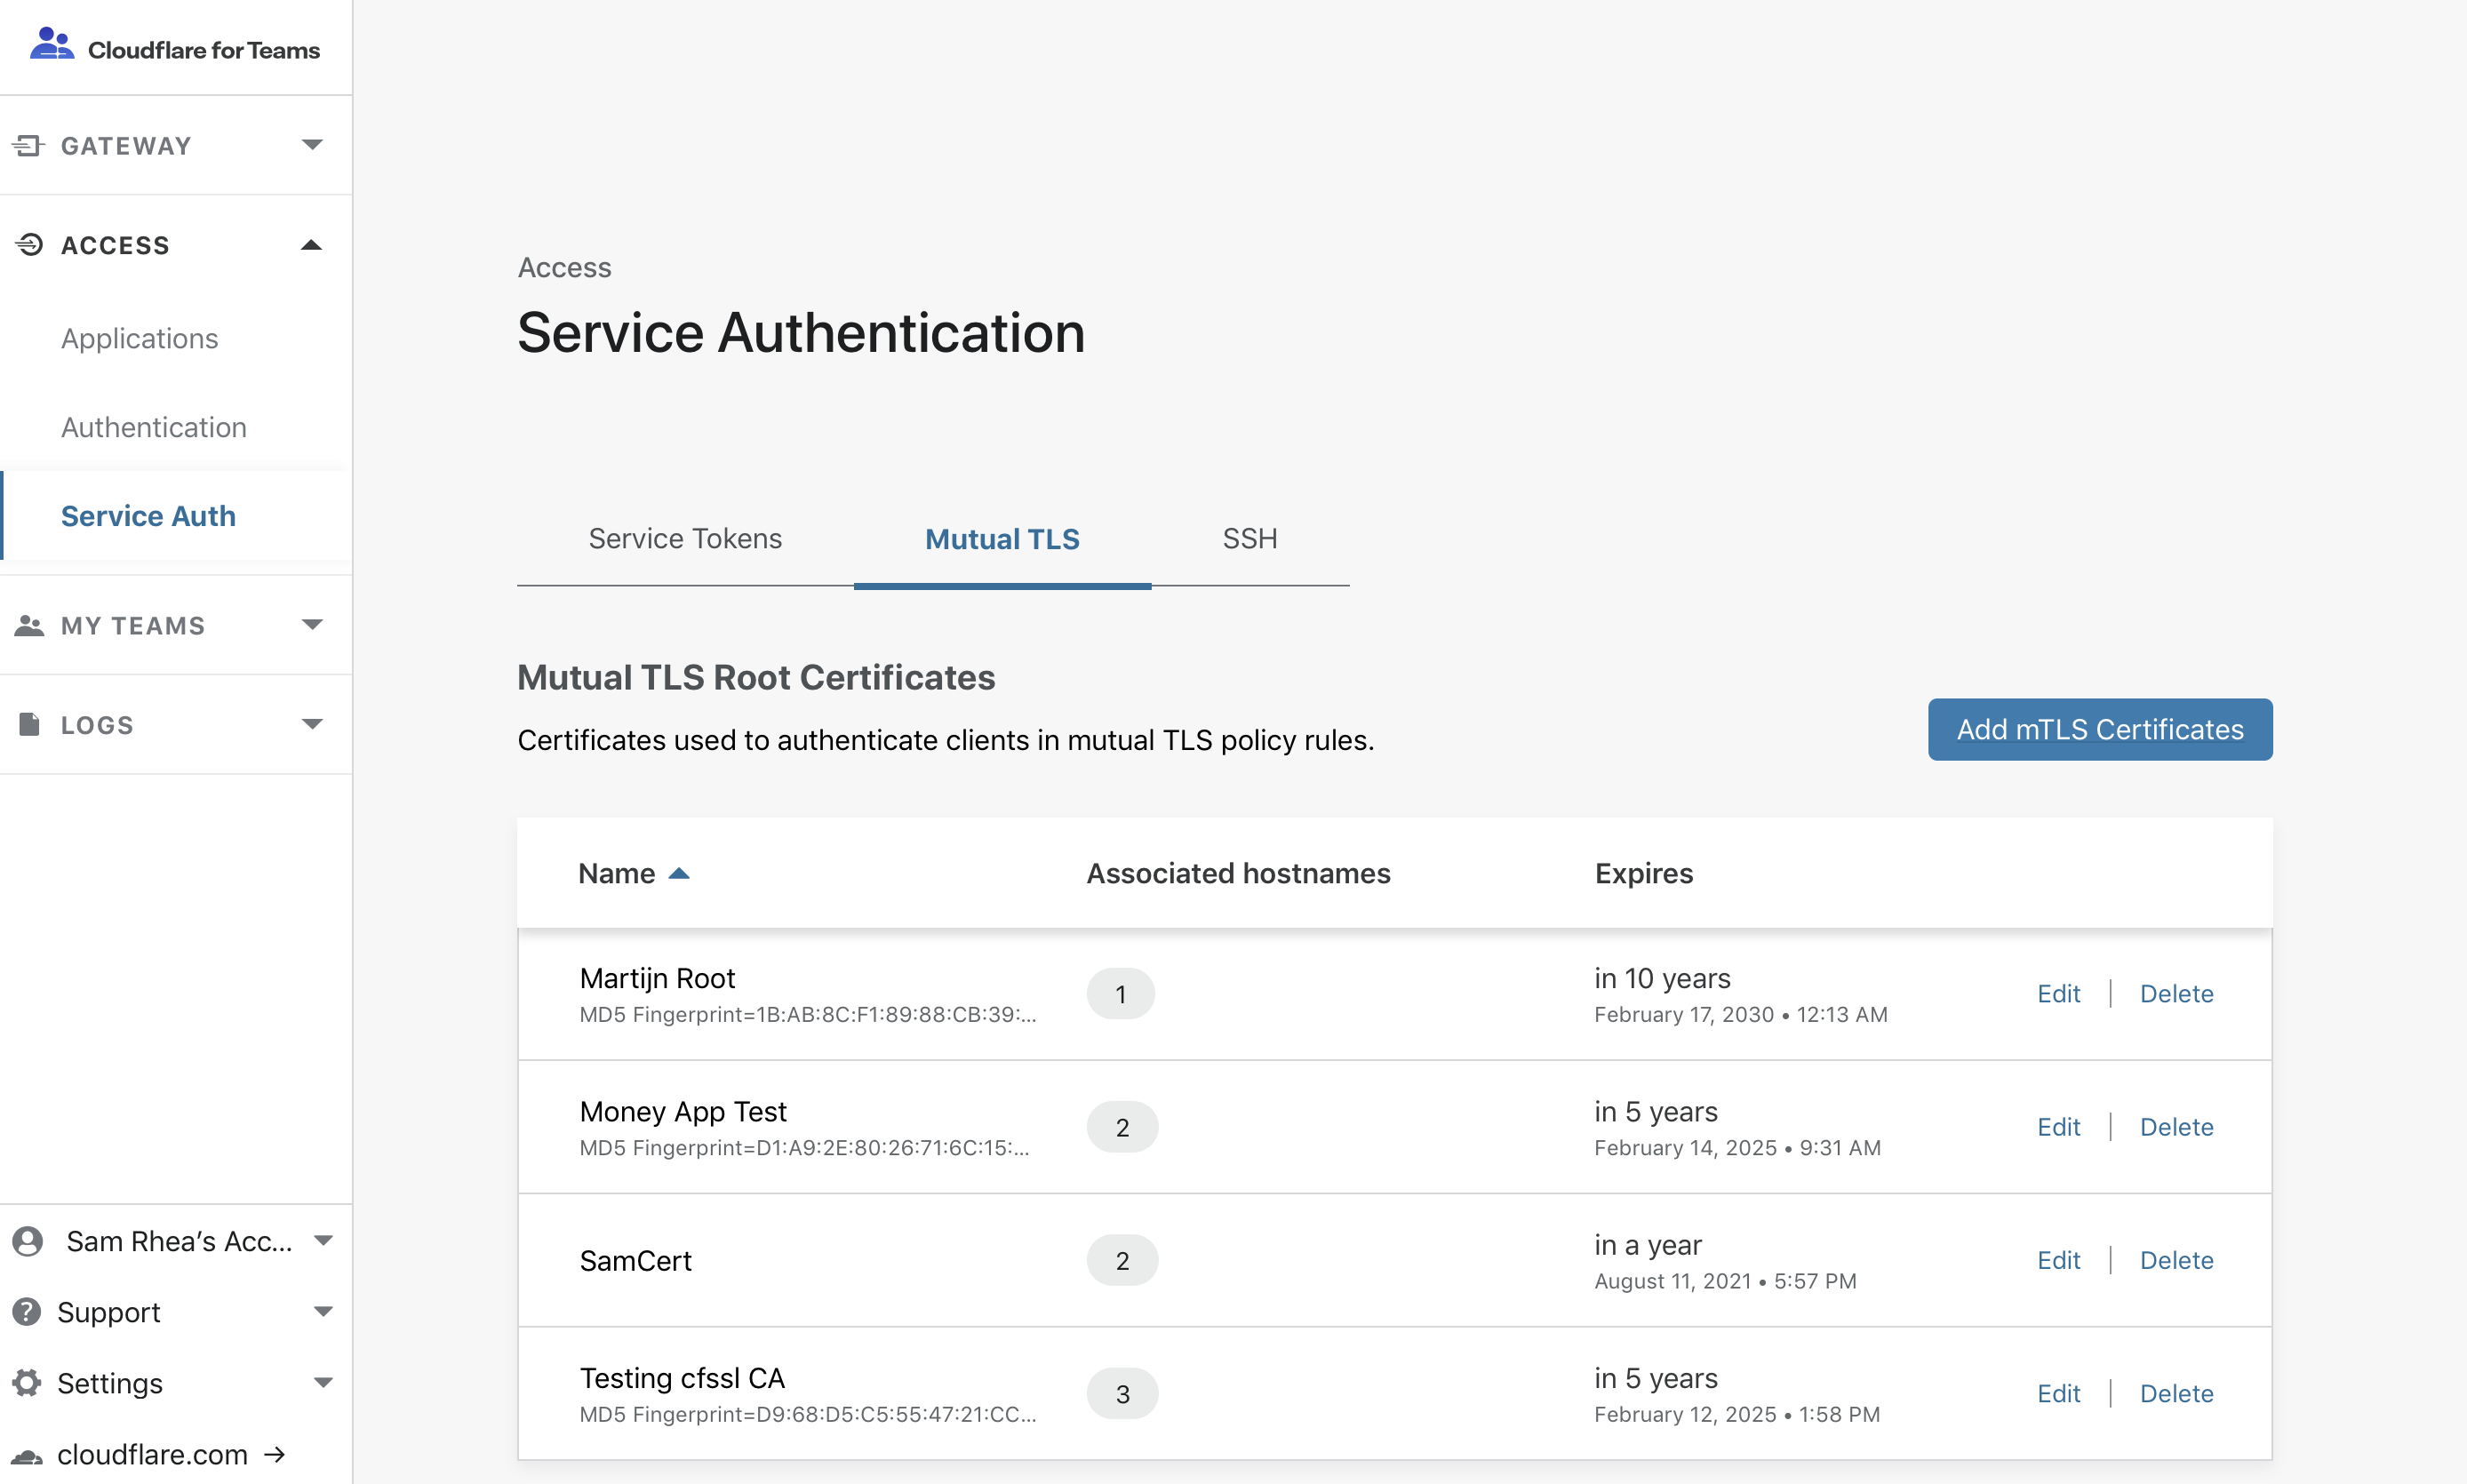 Cloudflare for Teams
GATEWAY
ACCESS
Applications
Authentication
Service Auth
MY TEAMS
LOGS
Sam Rhea’s Acc...
Support
Settings
cloudflare.com →
Access
Service Authentication
Service Tokens
Mutual TLS
SSH
Mutual TLS Root Certificates
Certificates used to authenticate clients in mutual TLS policy rules.
Add mTLS Certificates
Name Associated hostnames Expires
Martijn Root
MD5 Fingerprint=1B:AB:8C:F1:89:88:CB:39:...
1
in 10 years
February 17, 2030 • 12:13 AM
Edit | Delete
Money App Test
MD5 Fingerprint=D1:A9:2E:80:26:71:6C:15:...
2
in 5 years
February 14, 2025 • 9:31 AM
Edit | Delete
SamCert
2
in a year
August 11, 2021 • 5:57 PM
Edit | Delete
Testing cfssl CA
MD5 Fingerprint=D9:68:D5:C5:55:47:21:CC...
3
in 5 years
February 12, 2025 • 1:58 PM
Edit | Delete